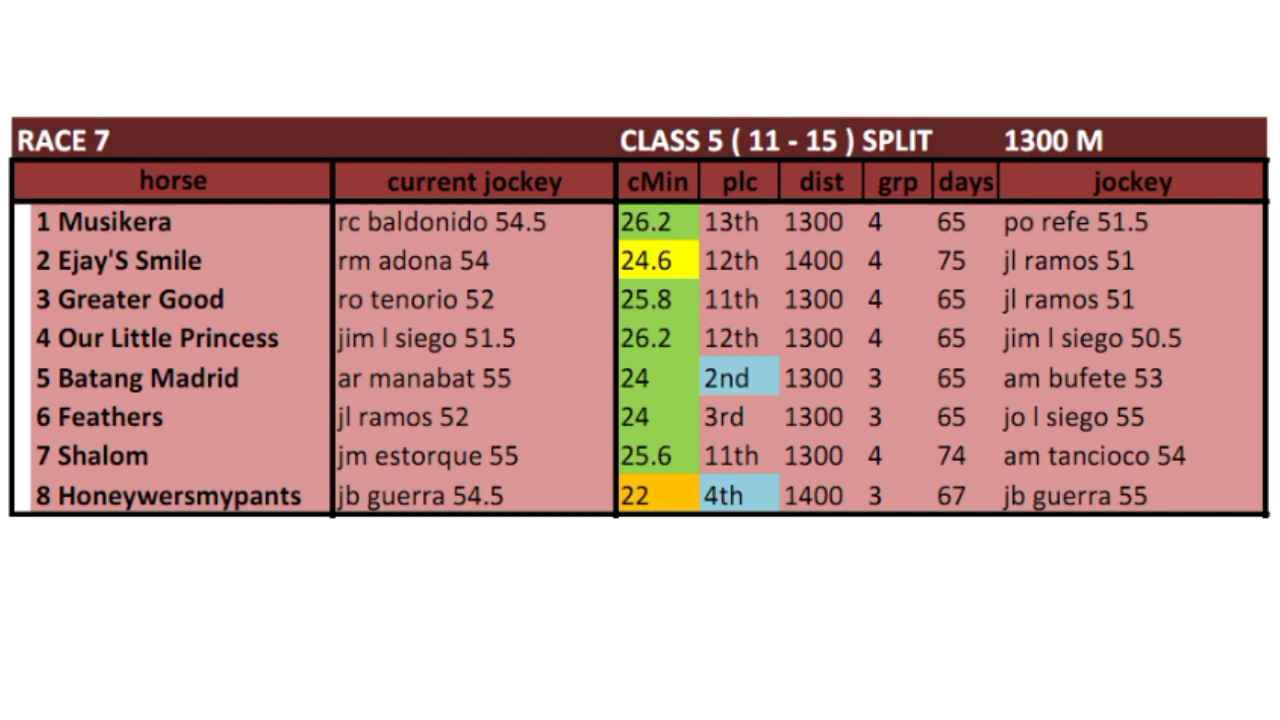 RACE 7 CLASS 5 ( 11 - 15 ) SPLIT 1300 M
horse current jockey cMin plc dist grp days jockey
1 Musikera rc baldonido 54.5 26.2 13th 1300 4 65 po refe 51.5
2 Ejay'S Smile rm adona 54 24.6 12th 1400 4 75 jl ramos 51
3 Greater Good ro tenorio 52 25.8 11th 1300 4 65 jl ramos 51
4 Our Little Princess jim l siego 51.5 26.2 12th 1300 4 65 jim l siego 50.5
5 Batang Madrid ar manabat 55 24 2nd 1300 3 65 am bufete 53
6 Feathers jl ramos 52 24 3rd 1300 3 65 jo l siego 55
7 Shalom jm estorque 55 25.6 11th 1300 4 74 am tancioco 54
8 Honeywersmypants jb guerra 54.5 22 4th 1400 3 67 jb guerra 55